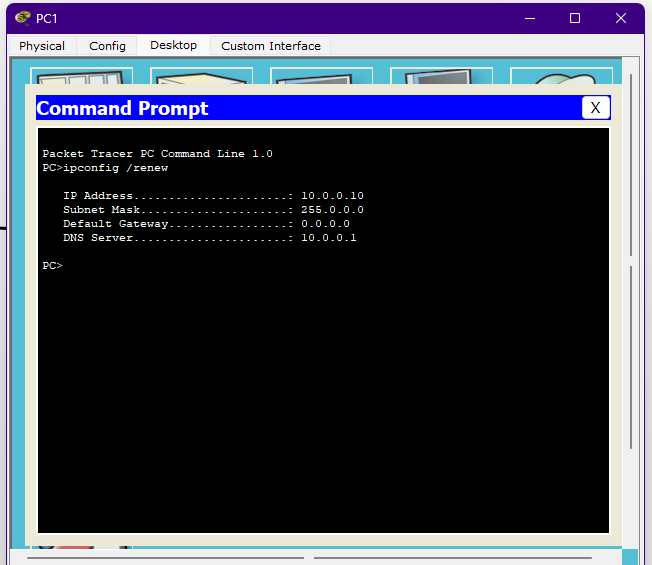 PC1
Physical Config Desktop Custom Interface
Command Prompt X
Packet Tracer PC Command Line 1.0
PC>ipconfig /renew
IP Address......................: 10.0.0.10
Subnet Mask.....................: 255.0.0.0
Default Gateway.................: 0.0.0.0
DNS Server......................: 10.0.0.1
PC>